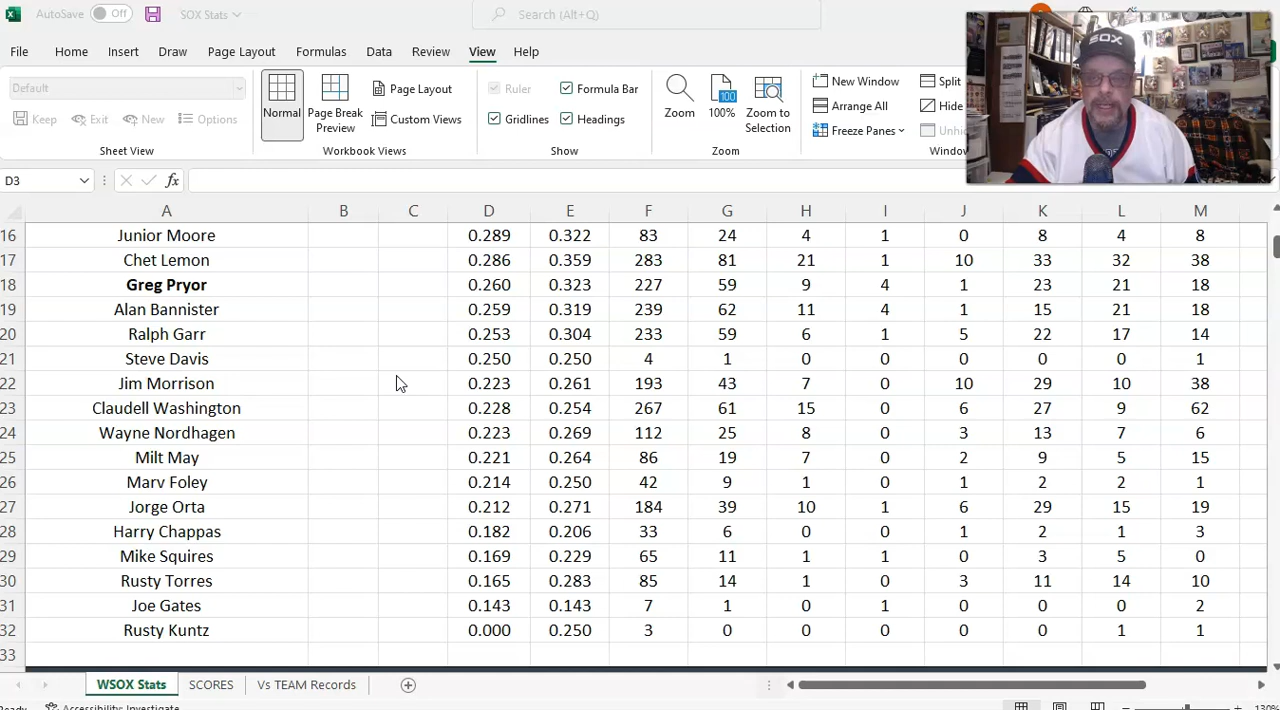 AutoSave Off SOX Stats Search (Alt+Q)
File Home Insert Draw Page Layout Formulas Data Review View Help
Default
Keep Exit New Options
Sheet View
Normal
Page Break Preview
Page Layout
Custom Views
Workbook Views
Ruler Formula Bar
Gridlines Headings
Show
Zoom
100
100%
Zoom to Selection
Zoom
New Window
Arrange All
Freeze Panes
Split
Hide
SOX
D3 fx
A B C D E F G H I J K L M
16 Junior Moore 0.289 0.322 83 24 4 1 0 8 4 8
17 Chet Lemon 0.286 0.359 283 81 21 1 10 33 32 38
18 Greg Pryor 0.260 0.323 227 59 9 4 1 23 21 18
19 Alan Bannister 0.259 0.319 239 62 11 4 1 15 21 18
20 Ralph Garr 0.253 0.304 233 59 6 1 5 22 17 14
21 Steve Davis 0.250 0.250 4 1 0 0 0 0 0 1
22 Jim Morrison 0.223 0.261 193 43 7 0 10 29 10 38
23 Claudell Washington 0.228 0.254 267 61 15 0 6 27 9 62
24 Wayne Nordhagen 0.223 0.269 112 25 8 0 3 13 7 6
25 Milt May 0.221 0.264 86 19 7 0 2 9 5 15
26 Marv Foley 0.214 0.250 42 9 1 0 1 2 2 1
27 Jorge Orta 0.212 0.271 184 39 10 1 6 29 15 19
28 Harry Chappas 0.182 0.206 33 6 0 0 1 2 1 3
29 Mike Squires 0.169 0.229 65 11 1 1 0 3 5 0
30 Rusty Torres 0.165 0.283 85 14 1 0 3 11 14 10
31 Joe Gates 0.143 0.143 7 1 0 1 0 0 0 2
32 Rusty Kuntz 0.000 0.250 3 0 0 0 0 0 1 1
33
WSOX Stats SCORES Vs TEAM Records
Ready Accessibility: Investigate 130%